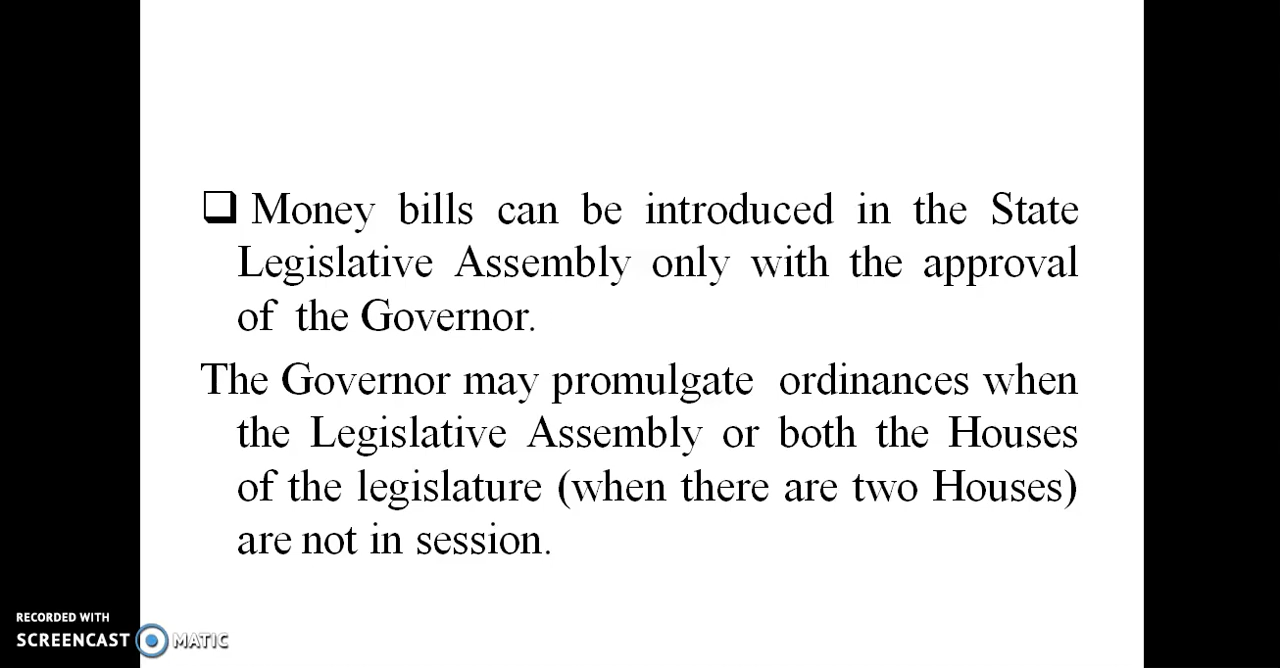 ❑ Money bills can be introduced in the State
Legislative Assembly only with the approval
of the Governor.
The Governor may promulgate ordinances when
the Legislative Assembly or both the Houses
of the legislature (when there are two Houses)
are not in session.
RECORDED WITH
SCREENCAST MATIC